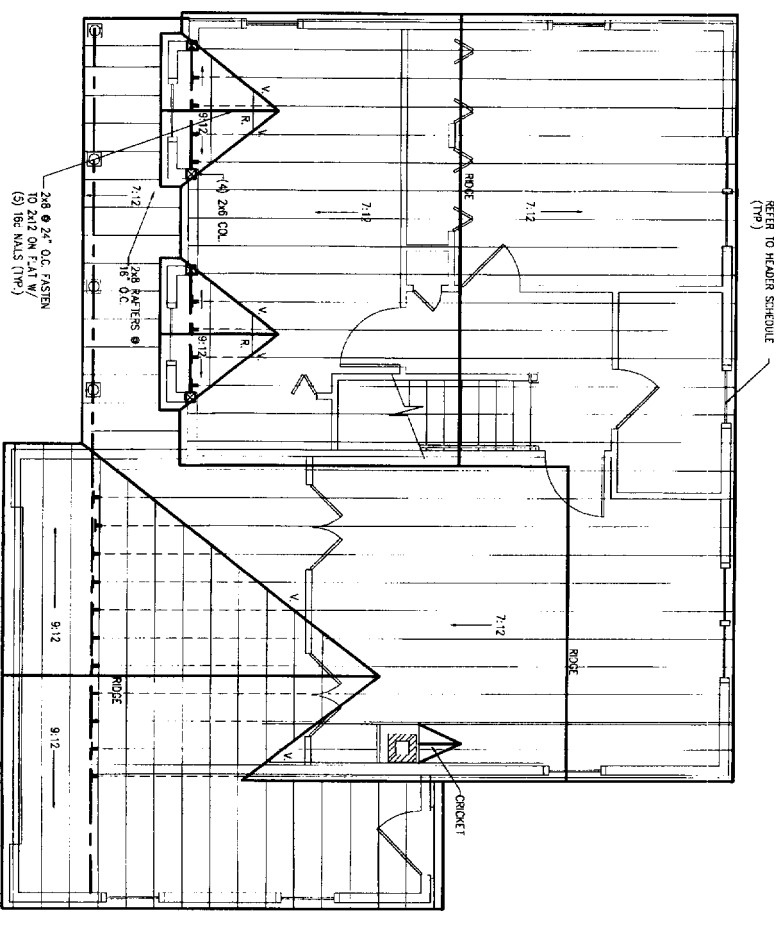 REFER TO HEADER SCHEDULE
(TYP.)
V.
R.
V.
9:12
(4) 2x6 COL.
7:12
RIDGE
7:12
7:12
2x8 RAFTERS @
16" O.C.
2x8 @ 24" O.C. FASTEN
TO 2x12 ON FLAT W/
(5) 16d NAILS (TYP.)
V.
R.
V.
9:12
V.
7:12
RIDGE
9:12
RIDGE
9:12
V.
CRICKET